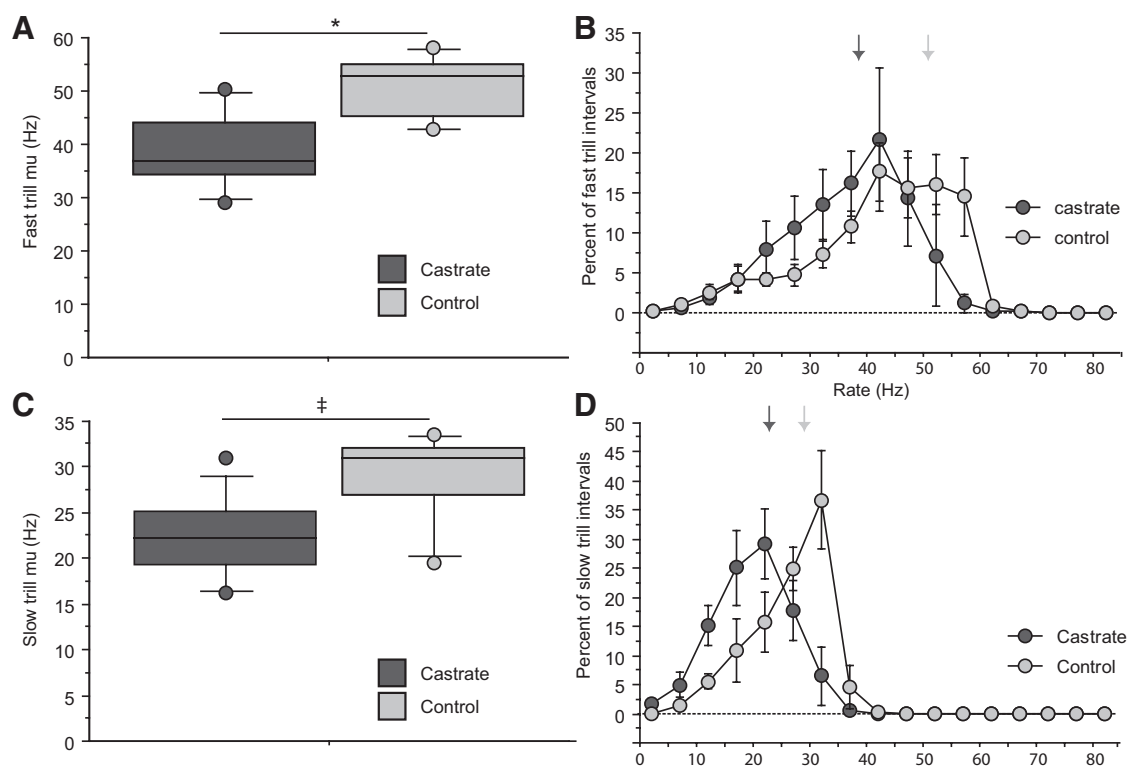 A
*
60
50
40
30
20
10
0
Fast trill mu (Hz)
Castrate
Control
B
35
30
25
20
15
10
5
0
Percent of fast trill intervals
castrate
control
0 10 20 30 40 50 60 70 80
Rate (Hz)
C
‡
35
30
25
20
15
10
5
0
Slow trill mu (Hz)
Castrate
Control
D
50
45
40
35
30
25
20
15
10
5
0
Percent of slow trill intervals
Castrate
Control
0 10 20 30 40 50 60 70 80